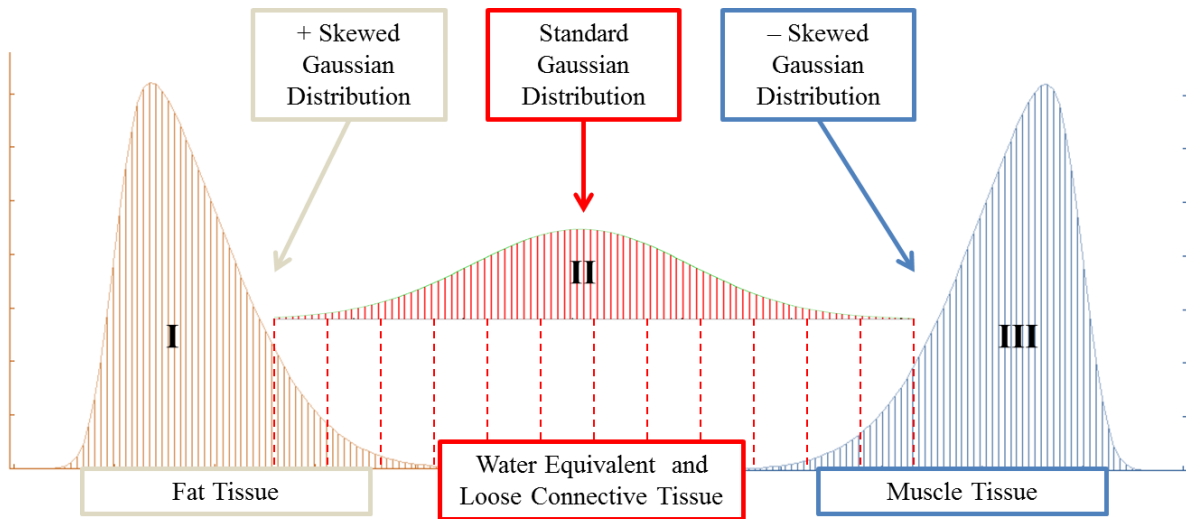 + Skewed
Gaussian
Distribution
Standard
Gaussian
Distribution
– Skewed
Gaussian
Distribution
I
II
III
Fat Tissue
Water Equivalent and
Loose Connective Tissue
Muscle Tissue